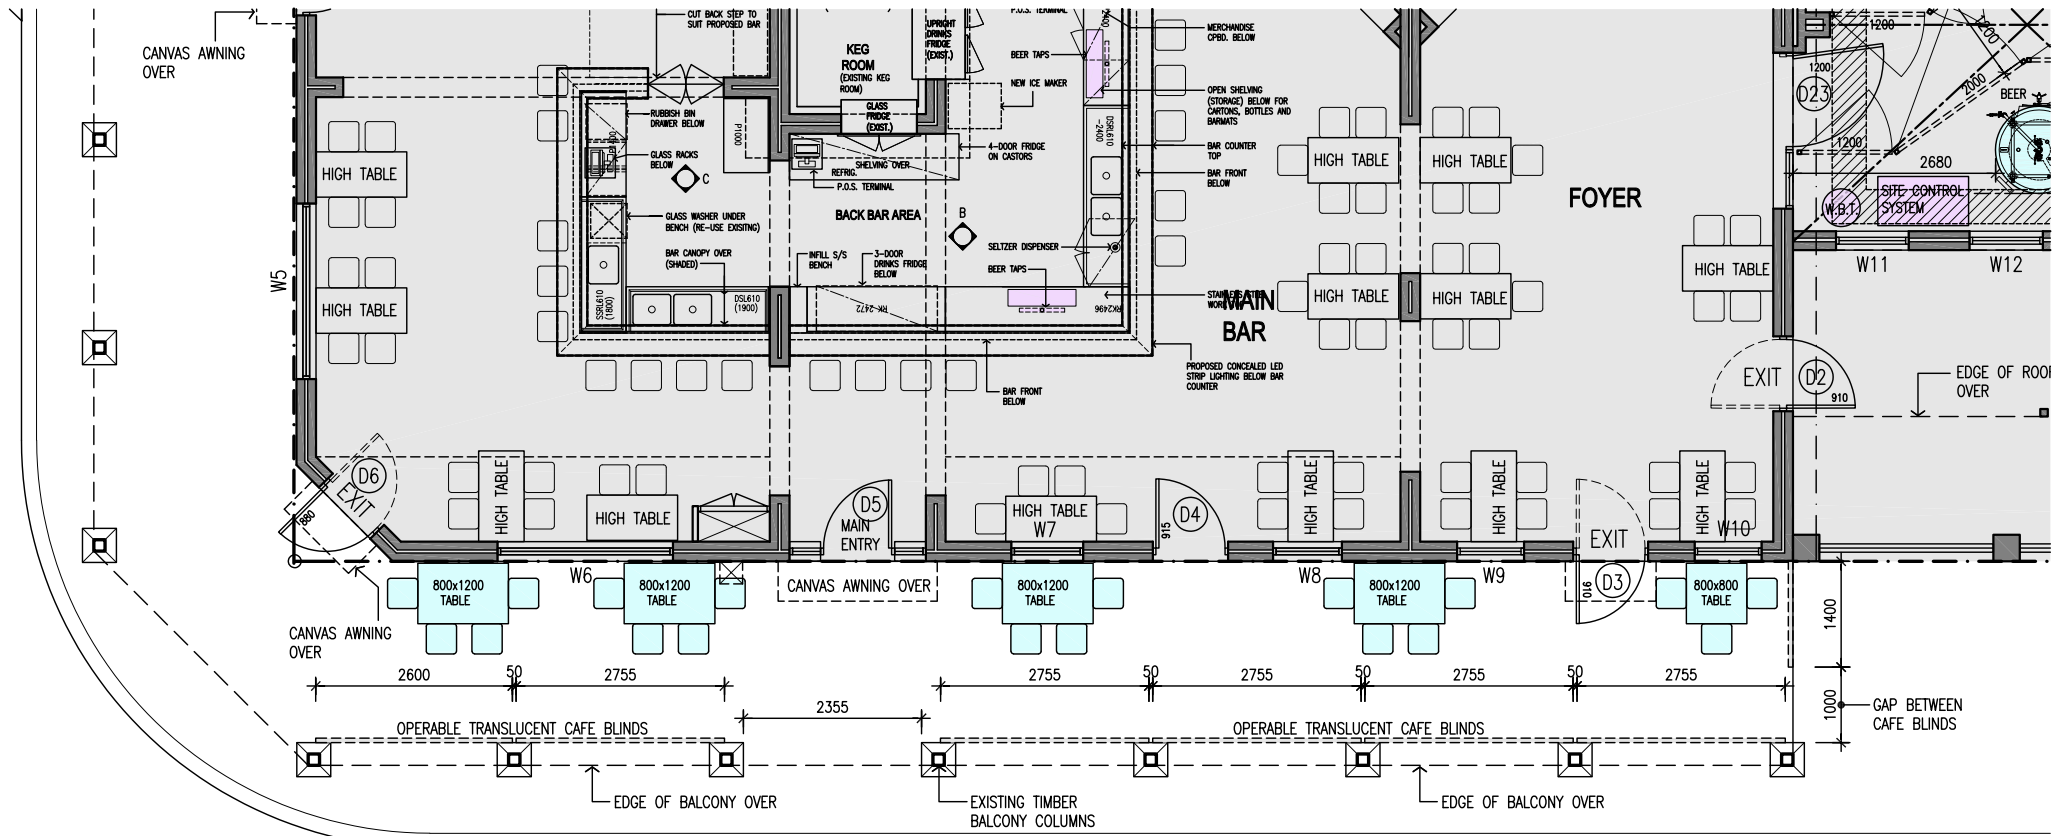 CANVAS AWNING
OVER
CUT BACK STEP TO
SUIT PROPOSED BAR
KEG
ROOM
(EXISTING KEG
ROOM)
UPRIGHT
DRINKS
FRIDGE
(EXIST.)
P.O.S. TERMINAL
BEER TAPS
NEW ICE MAKER
MERCHANDISE
CPBD. BELOW
OPEN SHELVING
(STORAGE) BELOW FOR
CARTONS, BOTTLES AND
BARMATS
BAR COUNTER
TOP
BAR FRONT
BELOW
RUBBISH BIN
DRAWER BELOW
P1000
GLASS
FRIDGE
(EXIST.)
DSRL610
-2400
4-DOOR FRIDGE
ON CASTORS
GLASS RACKS
BELOW
C
SHELVING OVER
REFRIG.
P.O.S. TERMINAL
BACK BAR AREA
B
GLASS WASHER UNDER
BENCH (RE-USE EXISITNG)
BAR CANOPY OVER
(SHADED)
INFILL S/S
BENCH
3-DOOR
DRINKS FRIDGE
BELOW
SELTZER DISPENSER
BEER TAPS
SSRL610
(1800)
DSL610
(1900)
RK 2472
RK2496
MAIN
BAR
PROPOSED CONCEALED LED
STRIP LIGHTING BELOW BAR
COUNTER
BAR FRONT
BELOW
HIGH TABLE
HIGH TABLE
W5
HIGH TABLE
HIGH TABLE
HIGH TABLE
HIGH TABLE
FOYER
HIGH TABLE
1200
1200
1200
D23
1200
2000
BEER
2680
SITE CONTROL
SYSTEM
W.B.T.
W11
W12
EXIT
D2
910
EDGE OF ROOF
OVER
D6
EXIT
880
HIGH TABLE
HIGH TABLE
D5
MAIN
ENTRY
HIGH TABLE
W7
915
D4
HIGH TABLE
HIGH TABLE
EXIT
HIGH TABLE
W10
800x1200
TABLE
W6
800x1200
TABLE
CANVAS AWNING OVER
800x1200
TABLE
W8
800x1200
TABLE
W9
910
D3
800x800
TABLE
CANVAS AWNING
OVER
1400
2600
50
2755
2755
50
2755
50
2755
50
2755
2355
1000
GAP BETWEEN
CAFE BLINDS
OPERABLE TRANSLUCENT CAFE BLINDS
OPERABLE TRANSLUCENT CAFE BLINDS
EDGE OF BALCONY OVER
EXISTING TIMBER
BALCONY COLUMNS
EDGE OF BALCONY OVER